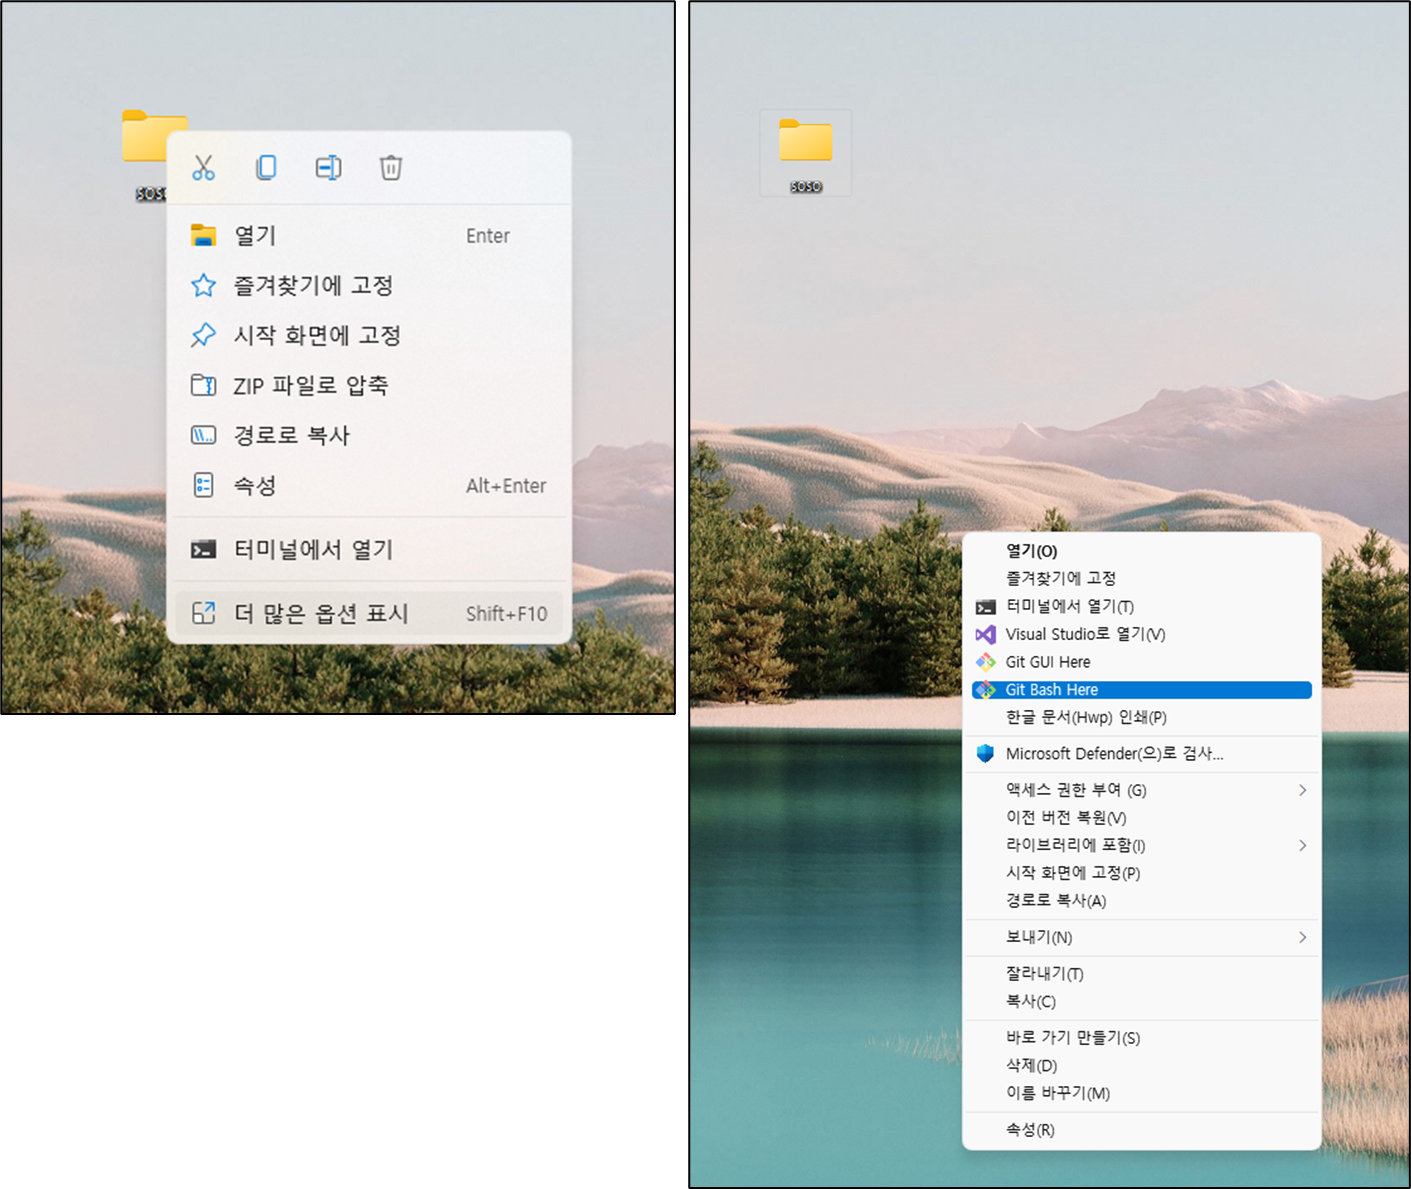 열기 Enter
즐겨찾기에 고정
시작 화면에 고정
ZIP 파일로 압축
경로로 복사
속성 Alt+Enter
터미널에서 열기
더 많은 옵션 표시 Shift+F10
soso
열기(O)
즐겨찾기에 고정
터미널에서 열기(T)
Visual Studio로 열기(V)
Git GUI Here
Git Bash Here
한글 문서(Hwp) 인쇄(P)
Microsoft Defender(으)로 검사...
액세스 권한 부여 (G)
이전 버전 복원(V)
라이브러리에 포함(I)
시작 화면에 고정(P)
경로로 복사(A)
보내기(N)
잘라내기(T)
복사(C)
바로 가기 만들기(S)
삭제(D)
이름 바꾸기(M)
속성(R)